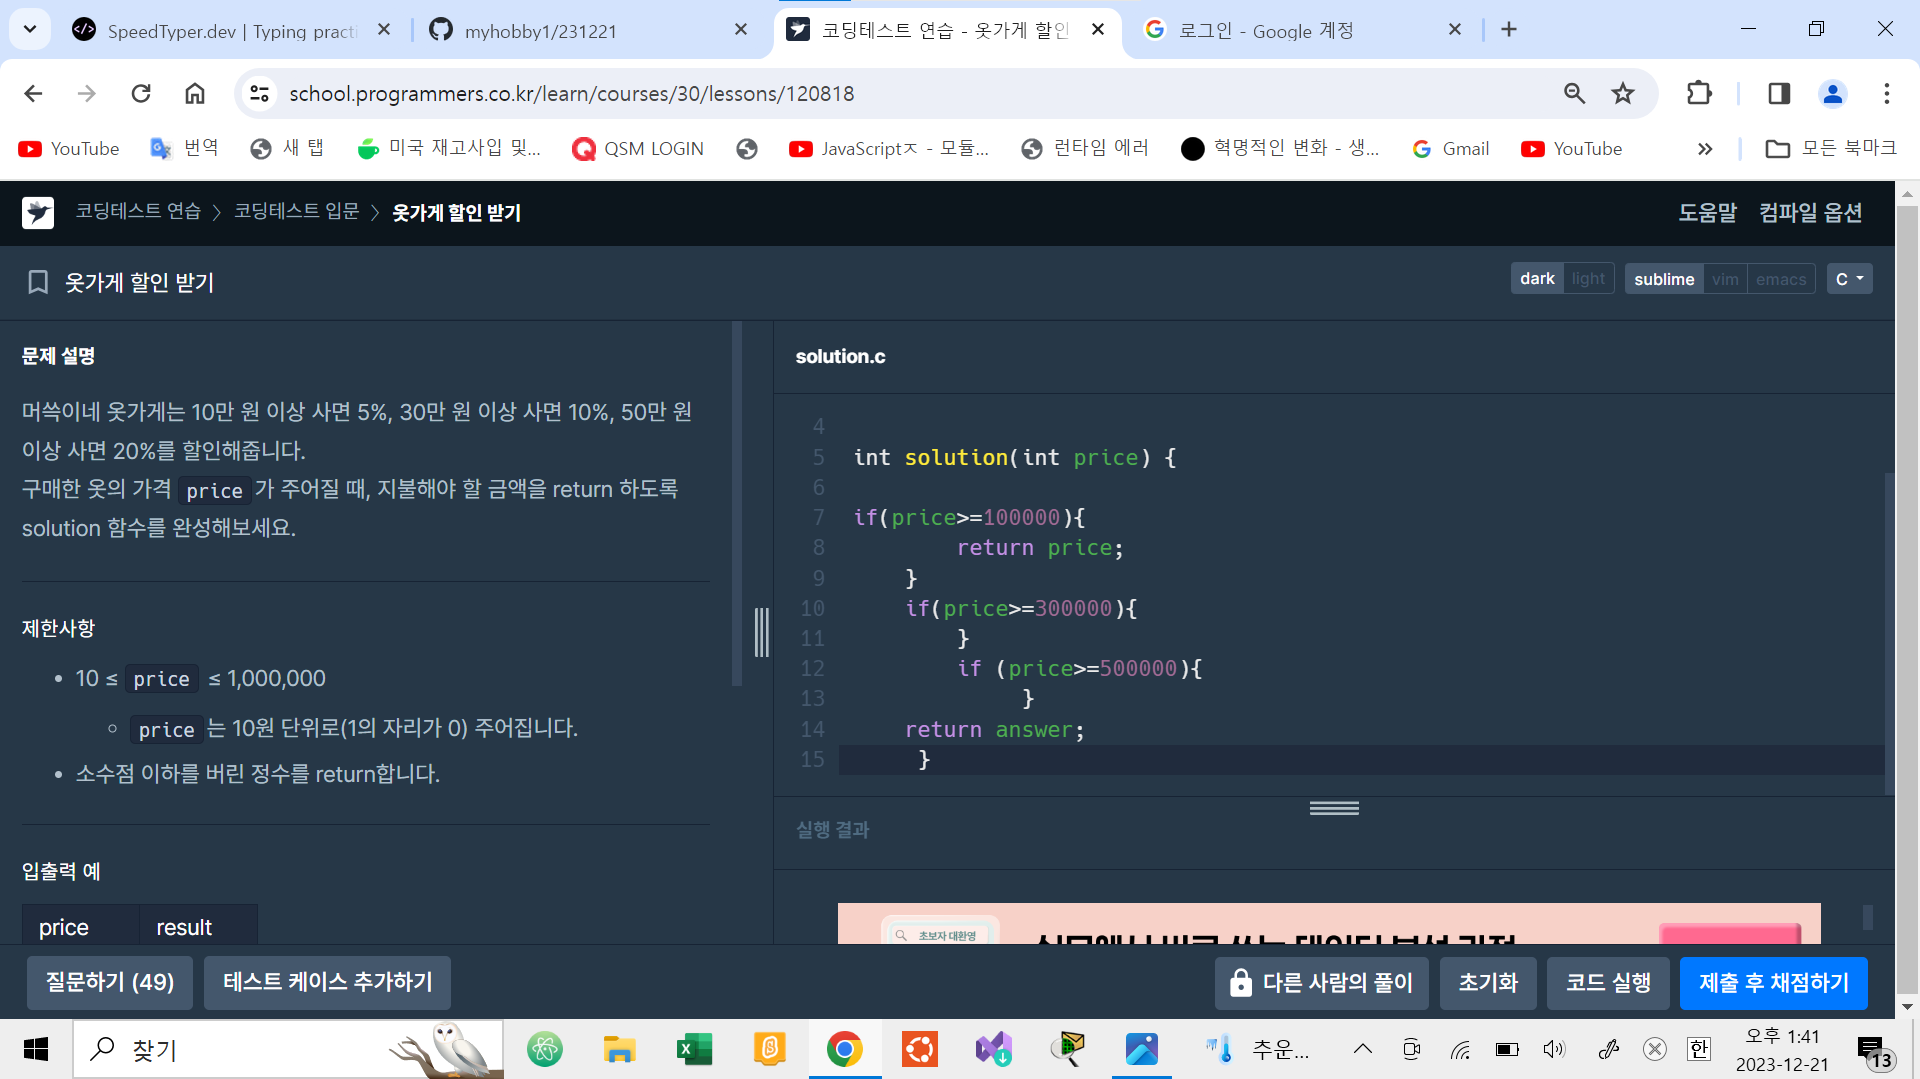 SpeedTyper.dev | Typing practi
myhobby1/231221
코딩테스트 연습 - 옷가게 할인
로그인 - Google 계정
school.programmers.co.kr/learn/courses/30/lessons/120818
YouTube
번역
새 탭
미국 재고사입 및...
QSM LOGIN
JavaScriptㅈ - 모듈...
런타임 에러
혁명적인 변화 - 생...
Gmail
YouTube
모든 북마크
코딩테스트 연습
코딩테스트 입문
옷가게 할인 받기
도움말
컴파일 옵션
옷가게 할인 받기
dark light
sublime vim emacs
C
문제 설명
머쓱이네 옷가게는 10만 원 이상 사면 5%, 30만 원 이상 사면 10%, 50만 원
이상 사면 20%를 할인해줍니다.
구매한 옷의 가격 price 가 주어질 때, 지불해야 할 금액을 return 하도록
solution 함수를 완성해보세요.
제한사항
• 10 ≤ price ≤ 1,000,000
◦ price는 10원 단위로(1의 자리가 0) 주어집니다.
• 소수점 이하를 버린 정수를 return합니다.
입출력 예
price result
solution.c
4
5 int solution(int price) {
6
7 if(price>=100000){
8 return price;
9 }
10 if(price>=300000){
11 }
12 if (price>=500000){
13 }
14 return answer;
15 }
실행 결과
초보자 대환영
질문하기 (49)
테스트 케이스 추가하기
다른 사람의 풀이
초기화
코드 실행
제출 후 채점하기
찾기
추운...
한
오후 1:41
2023-12-21
13